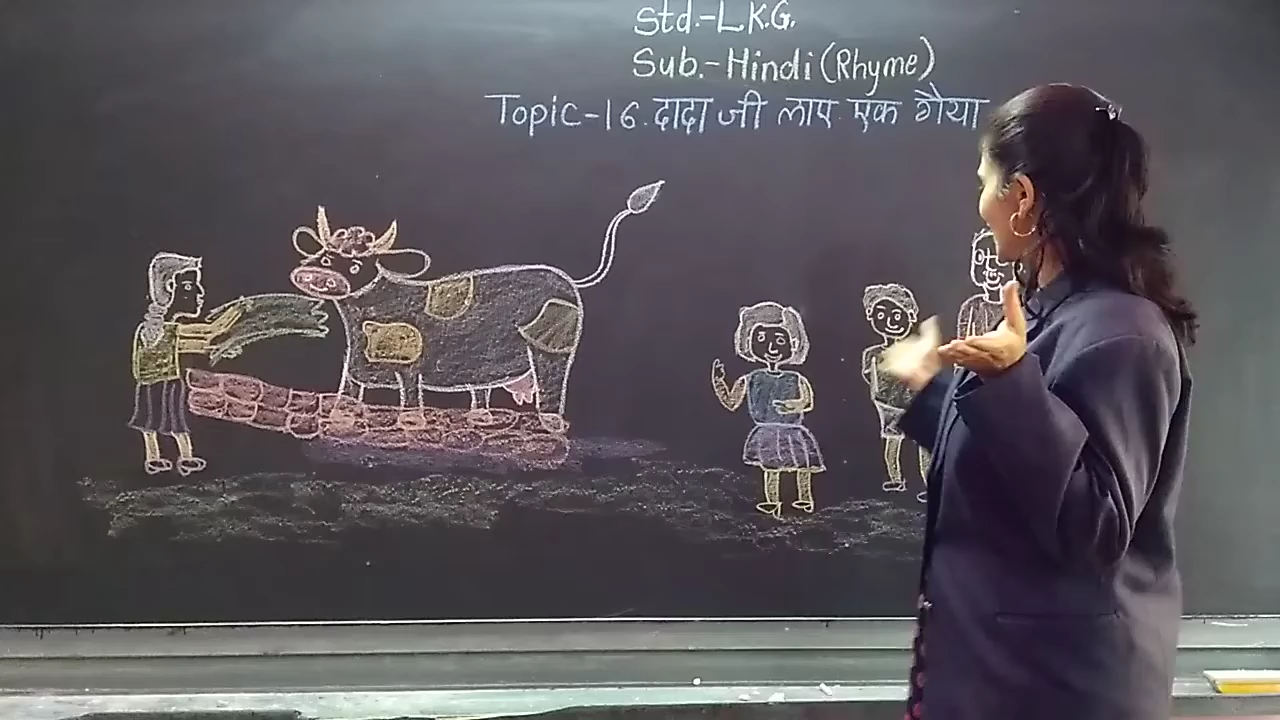 Std.-L.K.G.
Sub.-Hindi(Rhyme)
Topic-16.दादा जी लाए एक गैया